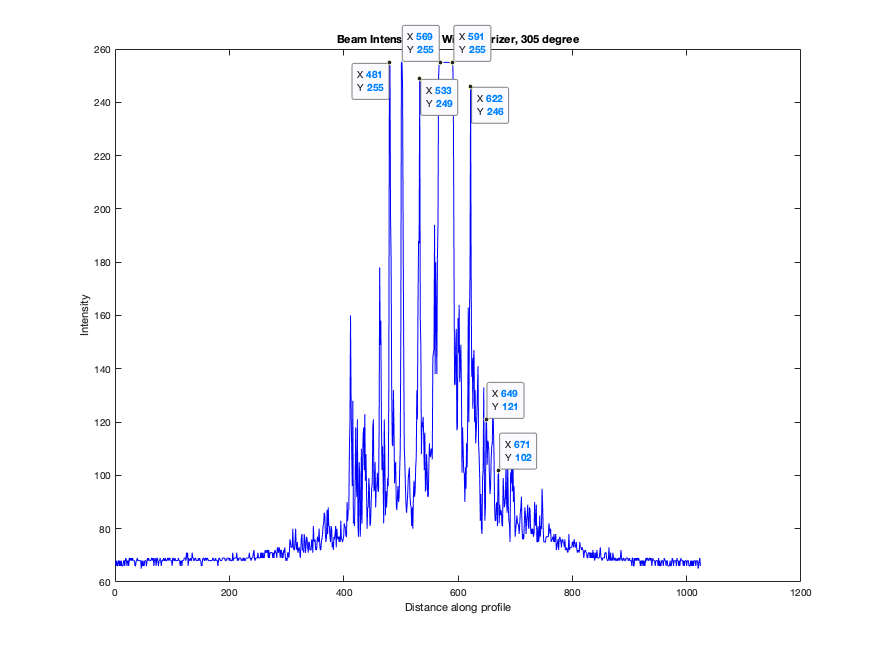 Beam Intens
W
rizer, 305 degree
X 569
Y 255
X 591
Y 255
X 481
Y 255
X 533
Y 249
X 622
Y 246
X 649
Y 121
X 671
Y 102
260
240
220
200
180
160
140
120
100
80
60
Intensity
0
200
400
600
800
1000
1200
Distance along profile